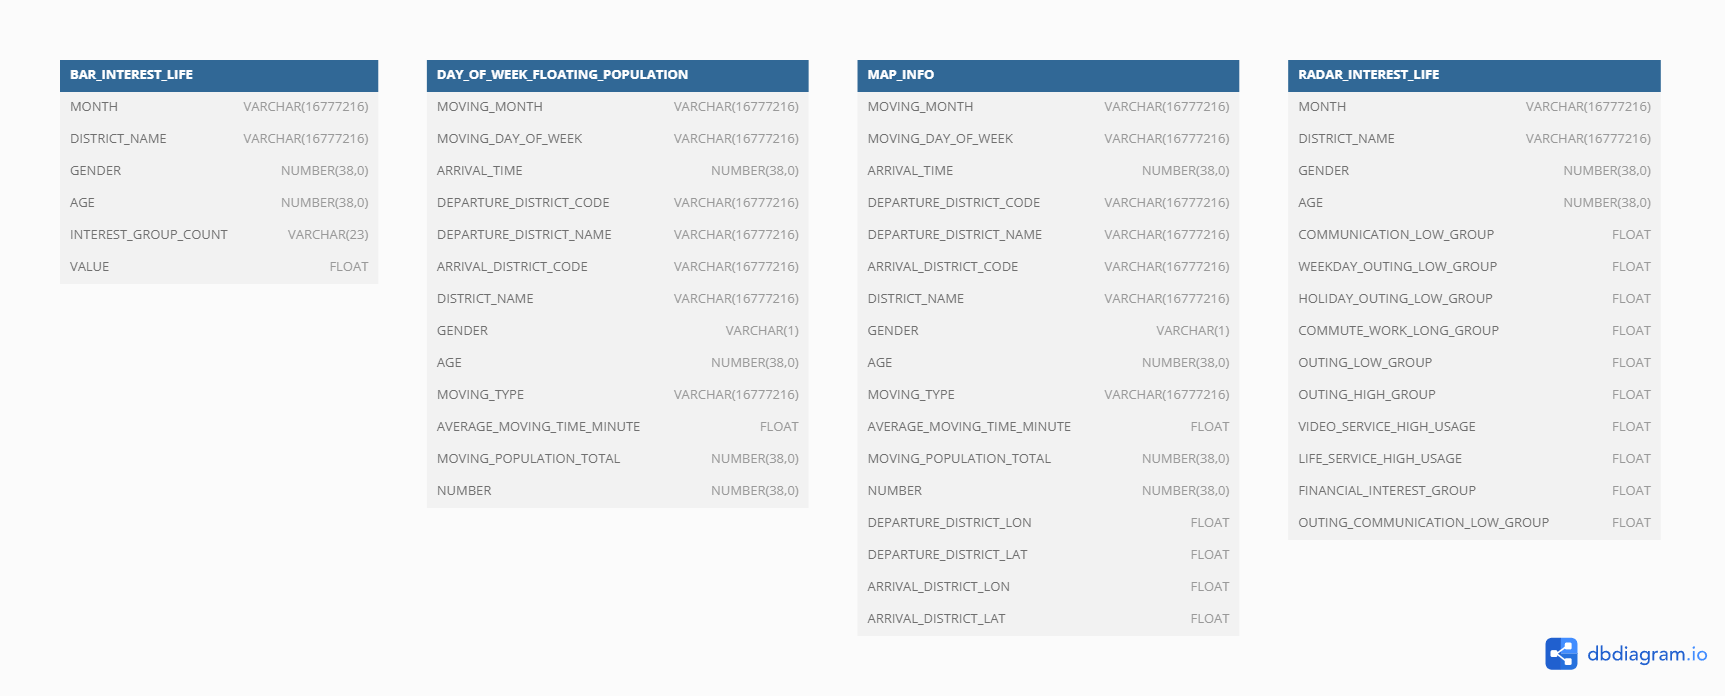 BAR_INTEREST_LIFE
MONTH VARCHAR(16777216)
DISTRICT_NAME VARCHAR(16777216)
GENDER NUMBER(38,0)
AGE NUMBER(38,0)
INTEREST_GROUP_COUNT VARCHAR(23)
VALUE FLOAT
DAY_OF_WEEK_FLOATING_POPULATION
MOVING_MONTH VARCHAR(16777216)
MOVING_DAY_OF_WEEK VARCHAR(16777216)
ARRIVAL_TIME NUMBER(38,0)
DEPARTURE_DISTRICT_CODE VARCHAR(16777216)
DEPARTURE_DISTRICT_NAME VARCHAR(16777216)
ARRIVAL_DISTRICT_CODE VARCHAR(16777216)
DISTRICT_NAME VARCHAR(16777216)
GENDER VARCHAR(1)
AGE NUMBER(38,0)
MOVING_TYPE VARCHAR(16777216)
AVERAGE_MOVING_TIME_MINUTE FLOAT
MOVING_POPULATION_TOTAL NUMBER(38,0)
NUMBER NUMBER(38,0)
MAP_INFO
MOVING_MONTH VARCHAR(16777216)
MOVING_DAY_OF_WEEK VARCHAR(16777216)
ARRIVAL_TIME NUMBER(38,0)
DEPARTURE_DISTRICT_CODE VARCHAR(16777216)
DEPARTURE_DISTRICT_NAME VARCHAR(16777216)
ARRIVAL_DISTRICT_CODE VARCHAR(16777216)
DISTRICT_NAME VARCHAR(16777216)
GENDER VARCHAR(1)
AGE NUMBER(38,0)
MOVING_TYPE VARCHAR(16777216)
AVERAGE_MOVING_TIME_MINUTE FLOAT
MOVING_POPULATION_TOTAL NUMBER(38,0)
NUMBER NUMBER(38,0)
DEPARTURE_DISTRICT_LON FLOAT
DEPARTURE_DISTRICT_LAT FLOAT
ARRIVAL_DISTRICT_LON FLOAT
ARRIVAL_DISTRICT_LAT FLOAT
RADAR_INTEREST_LIFE
MONTH VARCHAR(16777216)
DISTRICT_NAME VARCHAR(16777216)
GENDER NUMBER(38,0)
AGE NUMBER(38,0)
COMMUNICATION_LOW_GROUP FLOAT
WEEKDAY_OUTING_LOW_GROUP FLOAT
HOLIDAY_OUTING_LOW_GROUP FLOAT
COMMUTE_WORK_LONG_GROUP FLOAT
OUTING_LOW_GROUP FLOAT
OUTING_HIGH_GROUP FLOAT
VIDEO_SERVICE_HIGH_USAGE FLOAT
LIFE_SERVICE_HIGH_USAGE FLOAT
FINANCIAL_INTEREST_GROUP FLOAT
OUTING_COMMUNICATION_LOW_GROUP FLOAT
dbdiagram.io